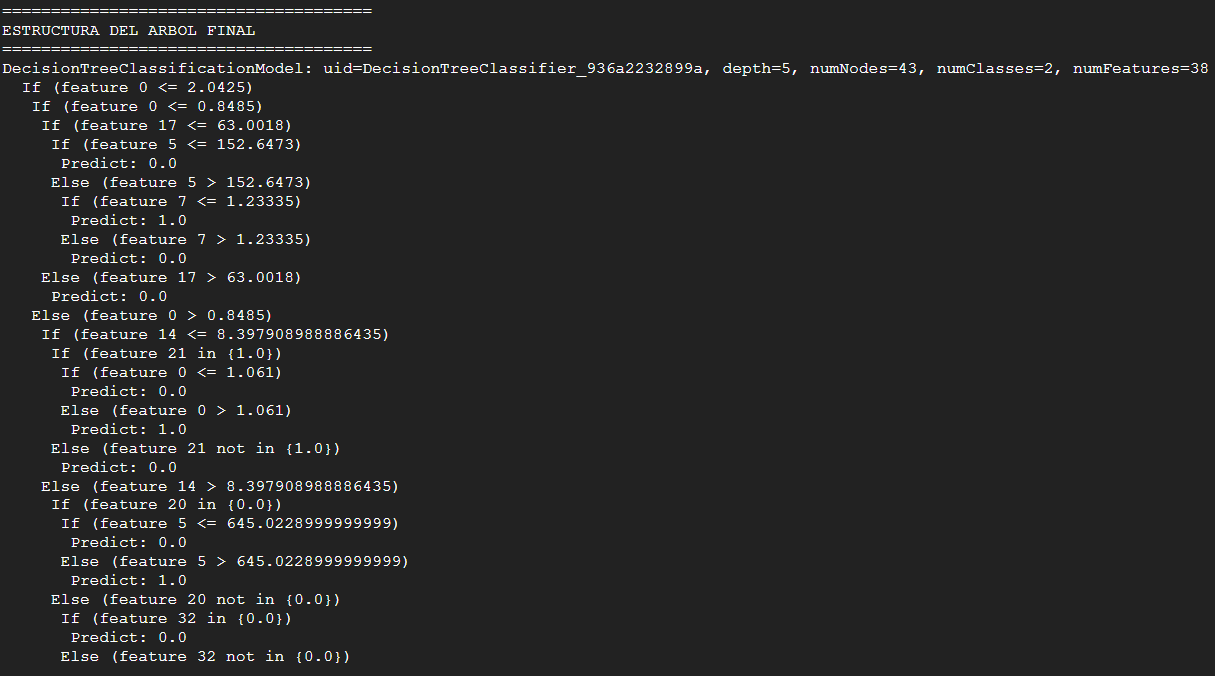 ======================================
ESTRUCTURA DEL ARBOL FINAL
======================================
DecisionTreeClassificationModel: uid=DecisionTreeClassifier_936a2232899a, depth=5, numNodes=43, numClasses=2, numFeatures=38
  If (feature 0 <= 2.0425)
   If (feature 0 <= 0.8485)
    If (feature 17 <= 63.0018)
     If (feature 5 <= 152.6473)
      Predict: 0.0
     Else (feature 5 > 152.6473)
      If (feature 7 <= 1.23335)
       Predict: 1.0
      Else (feature 7 > 1.23335)
       Predict: 0.0
    Else (feature 17 > 63.0018)
     Predict: 0.0
   Else (feature 0 > 0.8485)
    If (feature 14 <= 8.397908988886435)
     If (feature 21 in {1.0})
      If (feature 0 <= 1.061)
       Predict: 0.0
      Else (feature 0 > 1.061)
       Predict: 1.0
     Else (feature 21 not in {1.0})
      Predict: 0.0
    Else (feature 14 > 8.397908988886435)
     If (feature 20 in {0.0})
      If (feature 5 <= 645.0228999999999)
       Predict: 0.0
      Else (feature 5 > 645.0228999999999)
       Predict: 1.0
     Else (feature 20 not in {0.0})
      If (feature 32 in {0.0})
       Predict: 0.0
      Else (feature 32 not in {0.0})